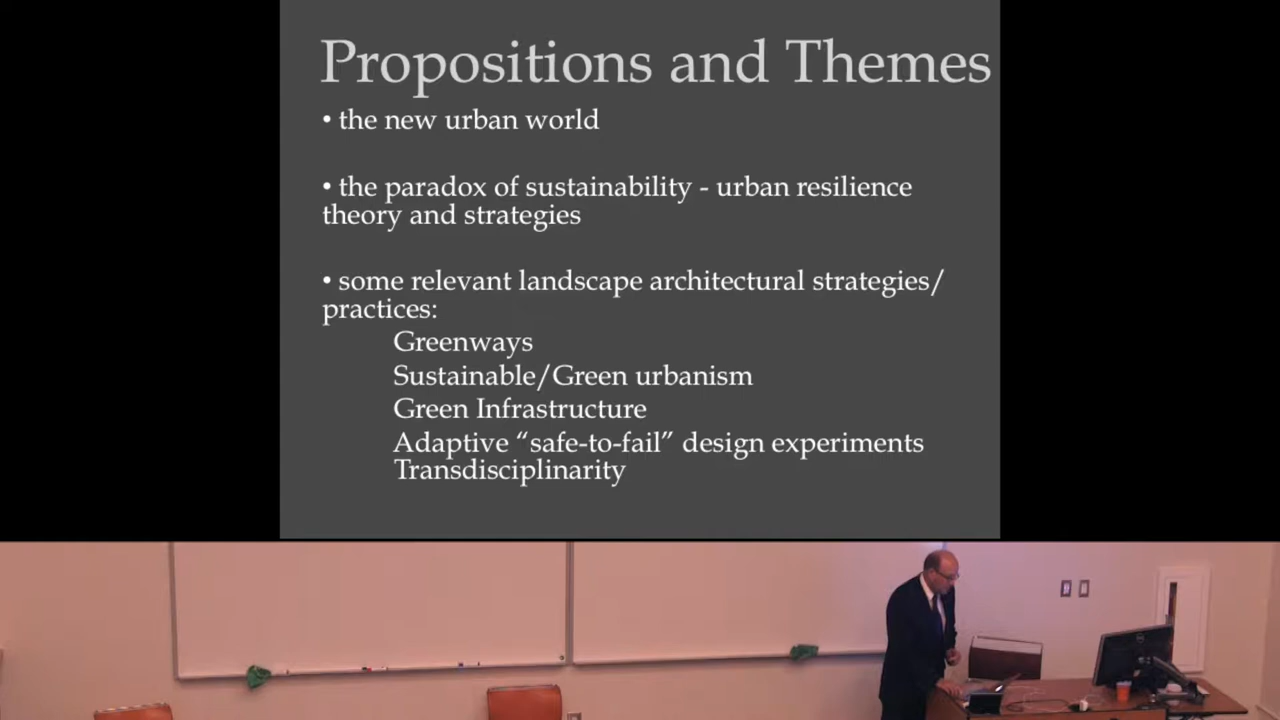 Propositions and Themes
• the new urban world
• the paradox of sustainability - urban resilience
theory and strategies
• some relevant landscape architectural strategies/
practices:
Greenways
Sustainable/Green urbanism
Green Infrastructure
Adaptive “safe-to-fail” design experiments
Transdisciplinarity